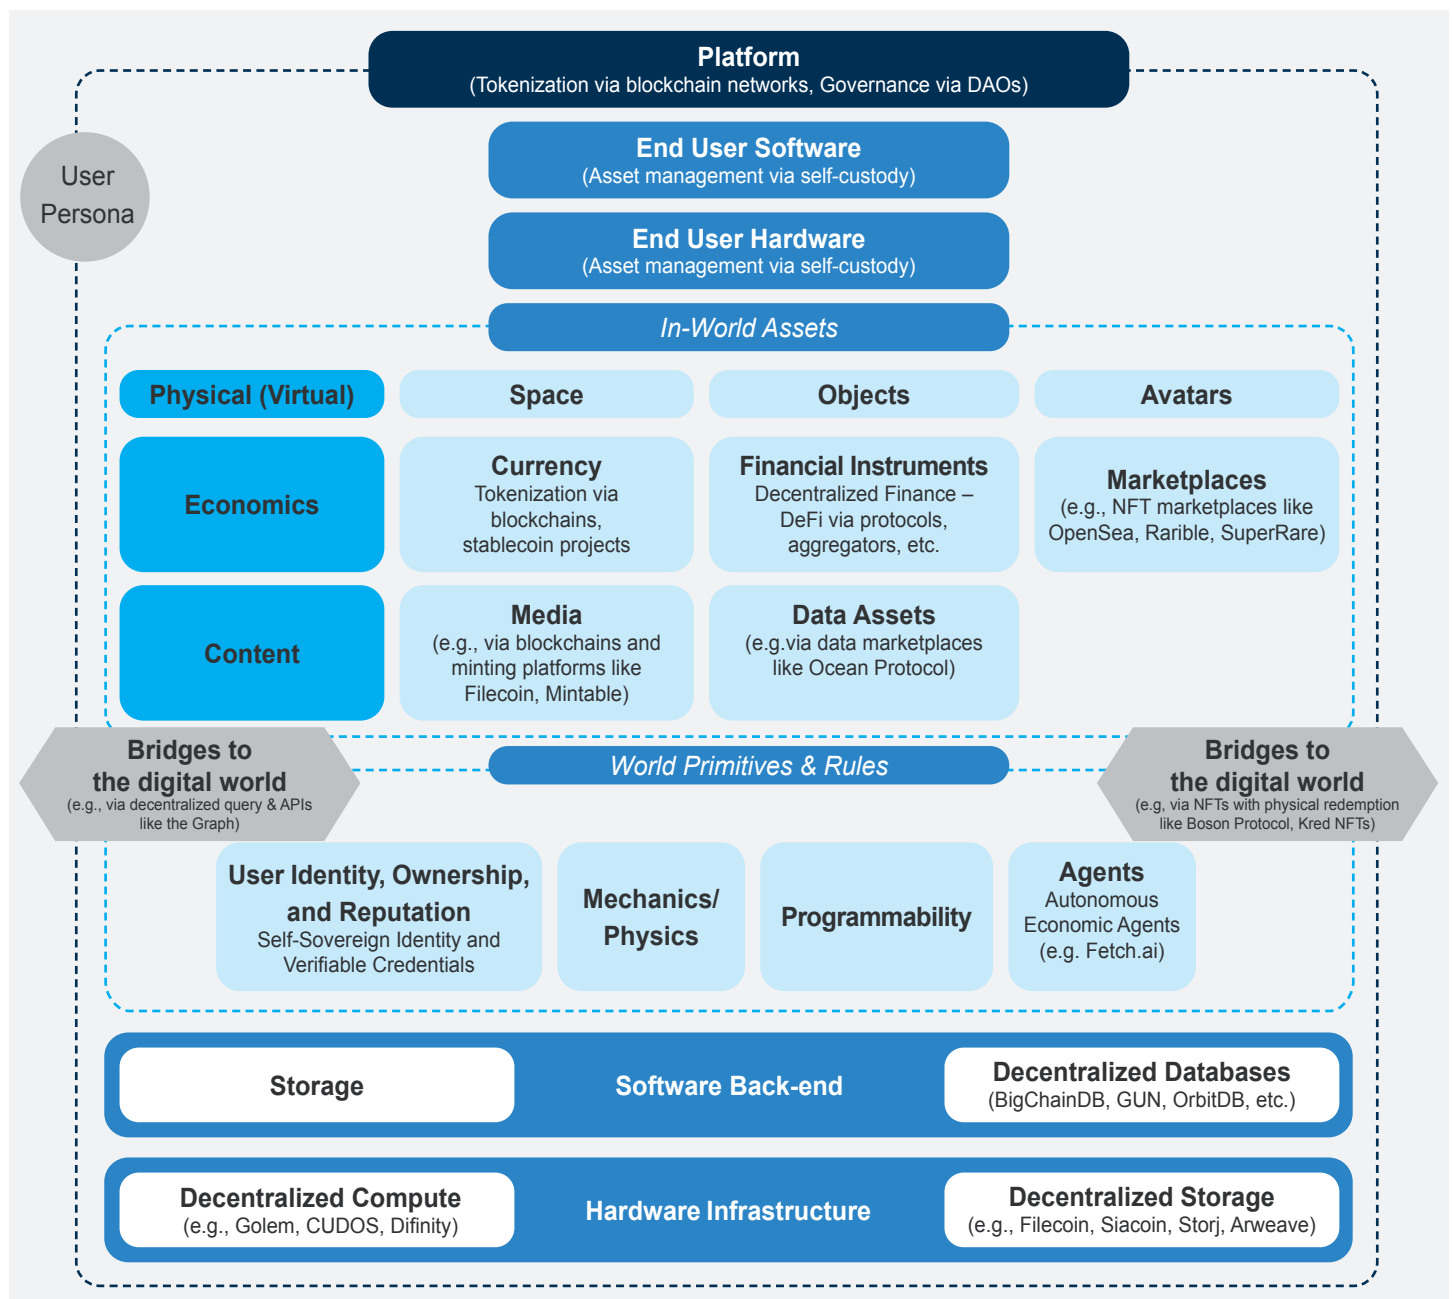 Platform
(Tokenization via blockchain networks, Governance via DAOs)
User
Persona
End User Software
(Asset management via self-custody)
End User Hardware
(Asset management via self-custody)
In-World Assets
Physical (Virtual)
Space
Objects
Avatars
Economics
Currency
Tokenization via
blockchains,
stablecoin projects
Financial Instruments
Decentralized Finance –
DeFi via protocols,
aggregators, etc.
Marketplaces
(e.g., NFT marketplaces like
OpenSea, Rarible, SuperRare)
Content
Media
(e.g., via blockchains and
minting platforms like
Filecoin, Mintable)
Data Assets
(e.g.via data marketplaces
like Ocean Protocol)
Bridges to
the digital world
(e.g., via decentralized query & APIs
like the Graph)
World Primitives & Rules
Bridges to
the digital world
(e.g, via NFTs with physical redemption
like Boson Protocol, Kred NFTs)
User Identity, Ownership,
and Reputation
Self-Sovereign Identity and
Verifiable Credentials
Mechanics/
Physics
Programmability
Agents
Autonomous
Economic Agents
(e.g. Fetch.ai)
Storage
Software Back-end
Decentralized Databases
(BigChainDB, GUN, OrbitDB, etc.)
Decentralized Compute
(e.g., Golem, CUDOS, Difinity)
Hardware Infrastructure
Decentralized Storage
(e.g., Filecoin, Siacoin, Storj, Arweave)